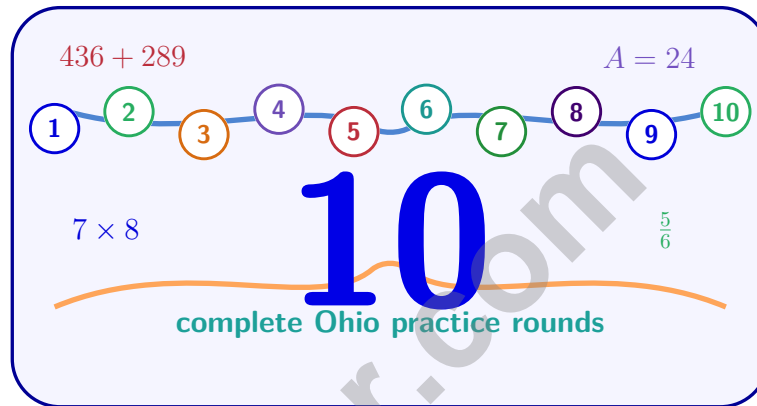 436 + 289
A = 24
1 2 3 4 5 6 7 8 9 10
10
7 × 8
5/6
complete Ohio practice rounds
r.com